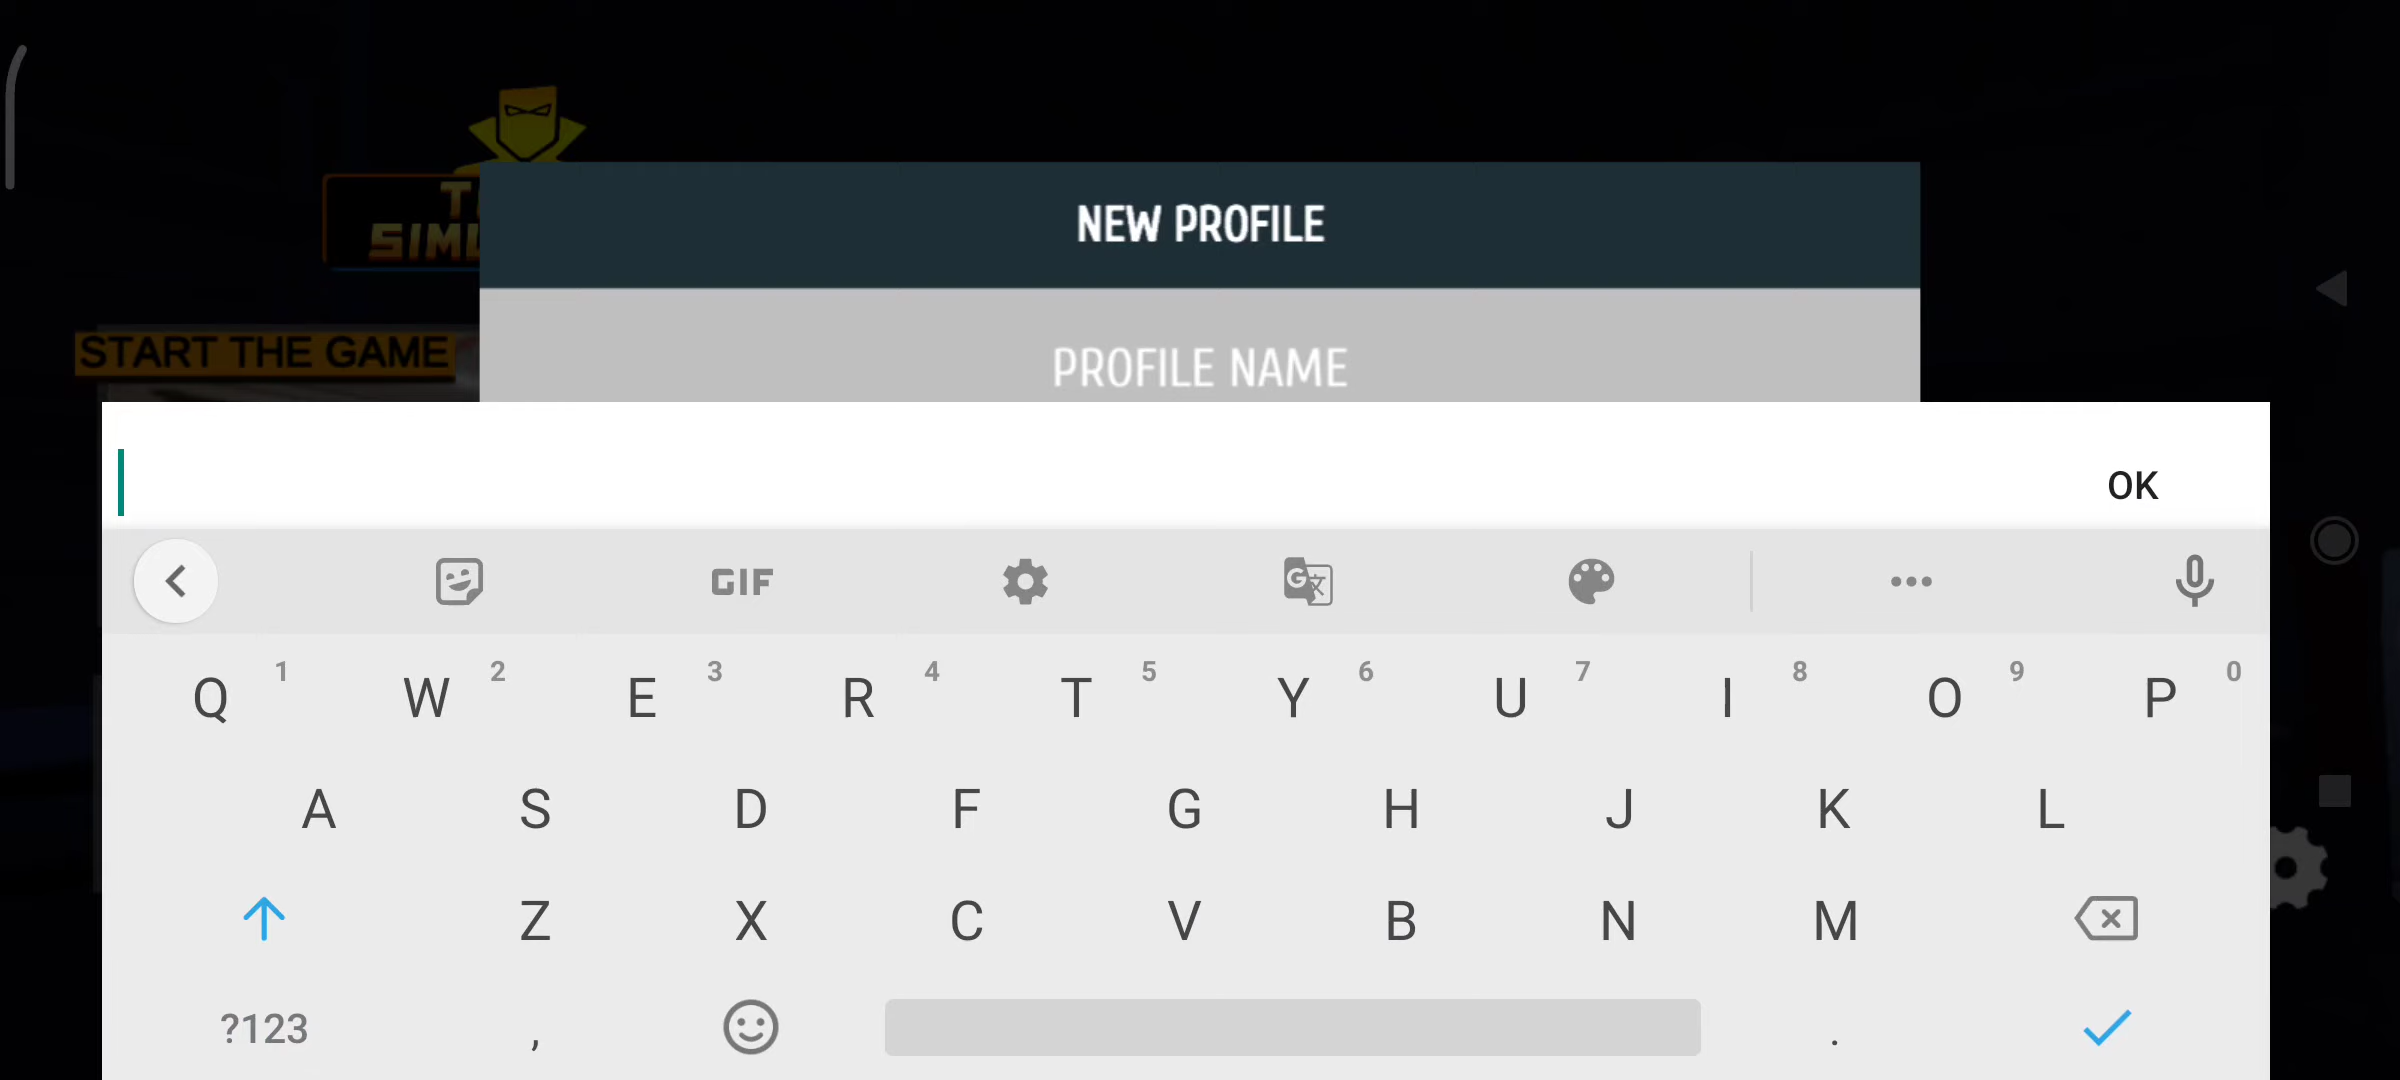 NEW PROFILE
START THE GAME
PROFILE NAME
OK
GIF
Q 1 W 2 E 3 R 4 T 5 Y 6 U 7 I 8 O 9 P 0
A S D F G H J K L
Z X C V B N M
?123 , .